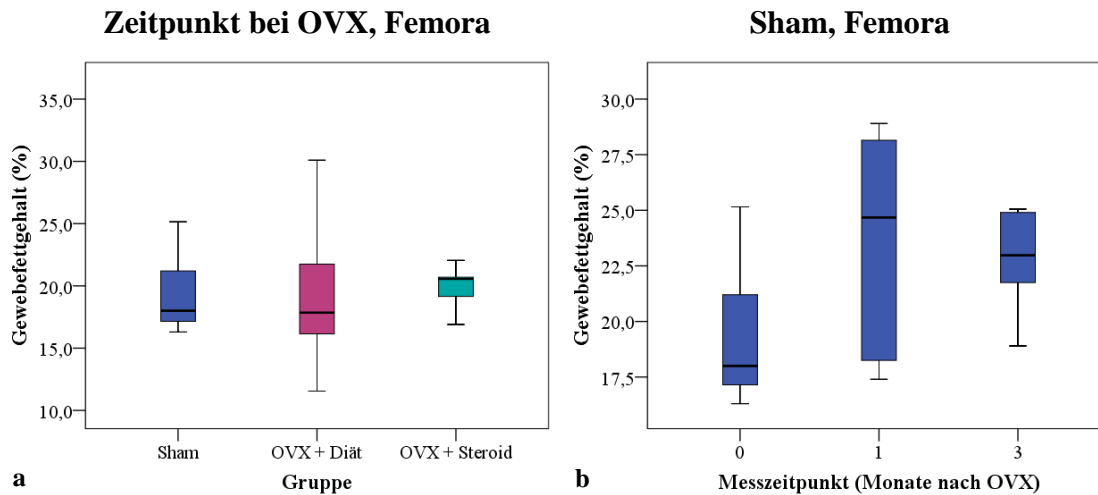 Zeitpunkt bei OVX, Femora
Gewebefettgehalt (%)
35,0
30,0
25,0
20,0
15,0
10,0
Sham
OVX + Diät
OVX + Steroid
Gruppe
a
Sham, Femora
Gewebefettgehalt (%)
30,0
27,5
25,0
22,5
20,0
17,5
0
1
3
Messzeitpunkt (Monate nach OVX)
b